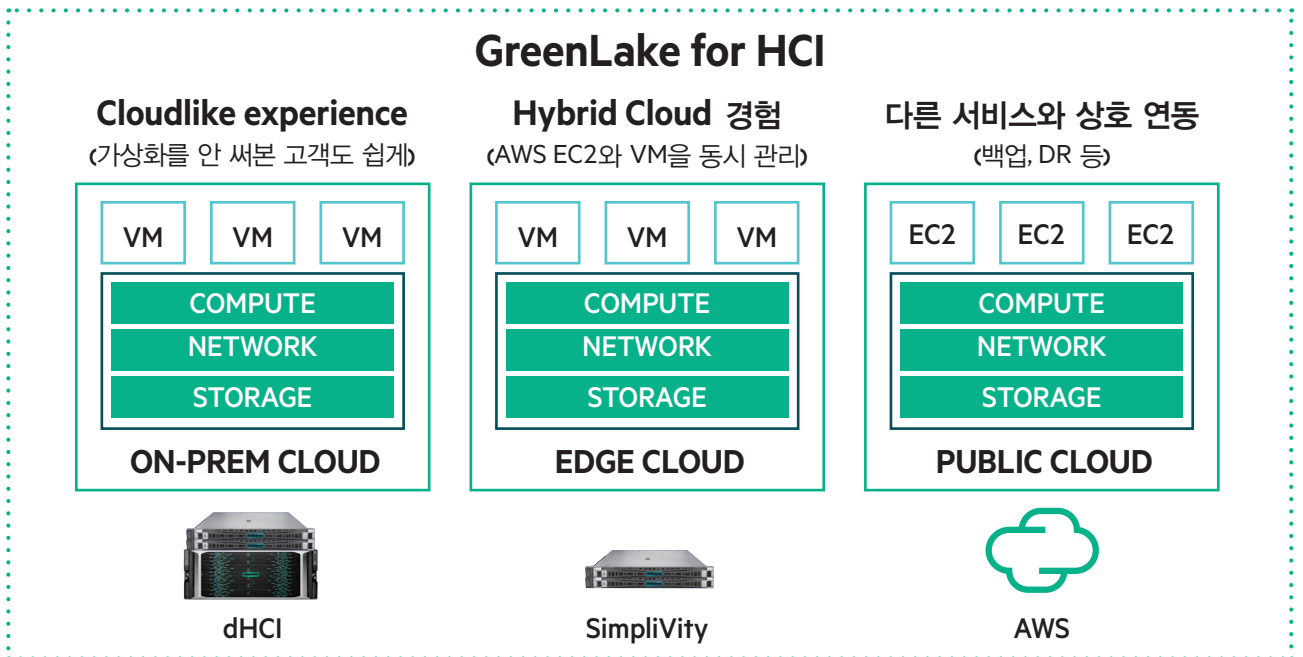 GreenLake for HCI
Cloudlike experience
(가상화를 안 써본 고객도 쉽게)
VM VM VM
COMPUTE
NETWORK
STORAGE
ON-PREM CLOUD
dHCI
Hybrid Cloud 경험
(AWS EC2와 VM을 동시 관리)
VM VM VM
COMPUTE
NETWORK
STORAGE
EDGE CLOUD
SimpliVity
다른 서비스와 상호 연동
(백업, DR 등)
EC2 EC2 EC2
COMPUTE
NETWORK
STORAGE
PUBLIC CLOUD
AWS